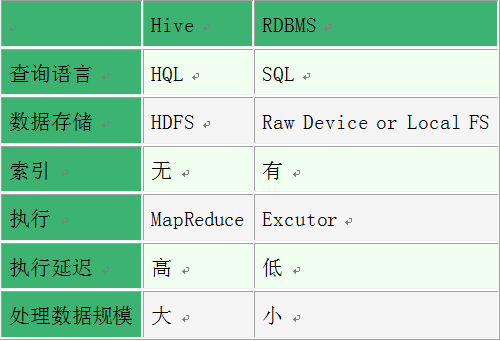 Hive RDBMS
查询语言 HQL SQL
数据存储 HDFS Raw Device or Local FS
索引 无 有
执行 MapReduce Excutor
执行延迟 高 低
处理数据规模 大 小